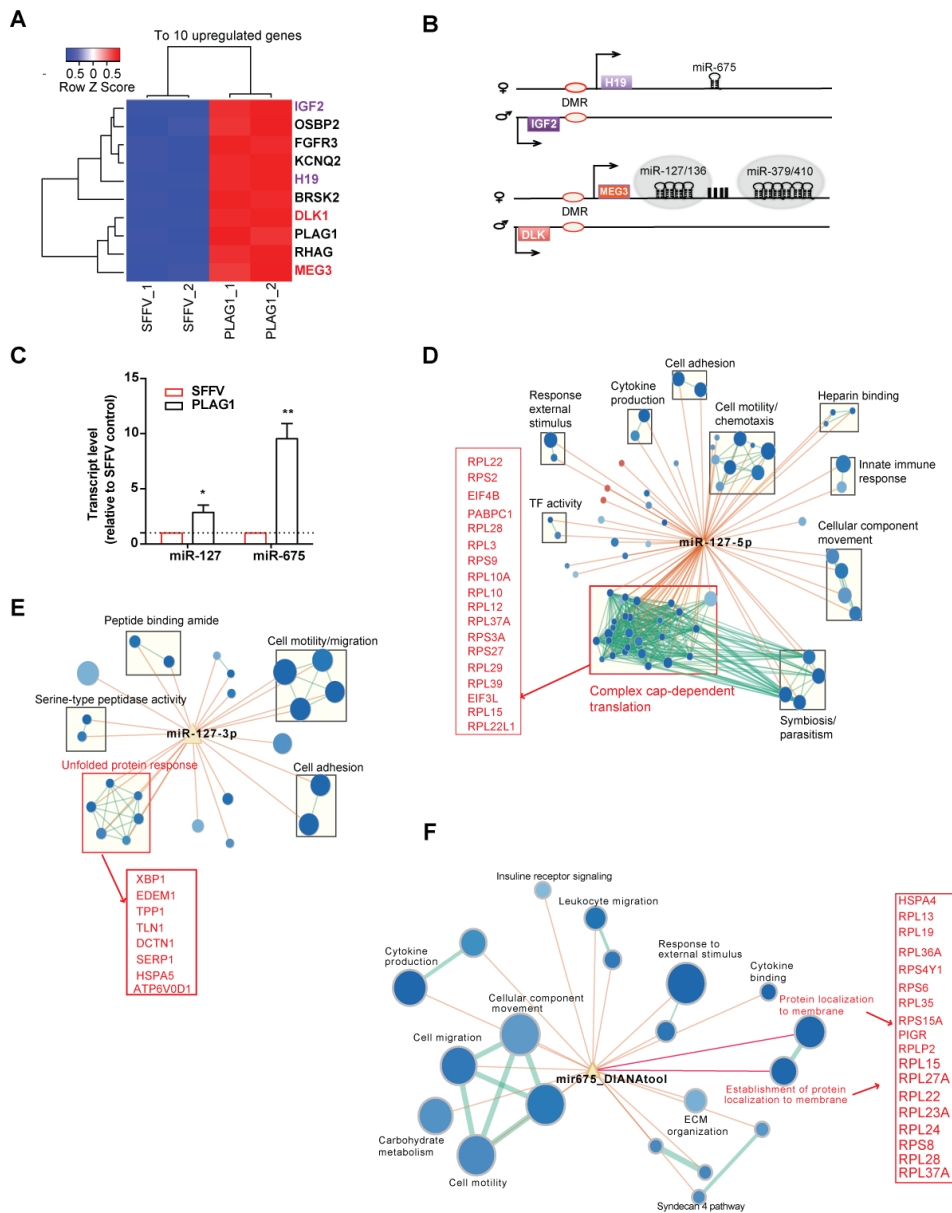 A
To 10 upregulated genes
0.5 0 0.5
-
Row Z Score
IGF2
OSBP2
FGFR3
KCNQ2
H19
BRSK2
DLK1
PLAG1
RHAG
MEG3
SFFV_1
SFFV_2
PLAG1_1
PLAG1_2
B
♀
H19
miR-675
DMR
♂
IGF2
♀
MEG3
miR-127/136
miR-379/410
DMR
♂
DLK
C
Transcript level
(relative to SFFV control)
15
10
5
0
SFFV
PLAG1
*
**
miR-127
miR-675
D
Cell adhesion
Response
external
stimulus
Cytokine
production
Cell motility/
chemotaxis
Heparin binding
Innate immune
response
TF activity
miR-127-5p
Cellular component
movement
Complex cap-dependent
translation
Symbiosis/
parasitism
RPL22
RPS2
EIF4B
PABPC1
RPL28
RPL3
RPS9
RPL10A
RPL10
RPL12
RPL37A
RPS3A
RPS27
RPL29
RPL39
EIF3L
RPL15
RPL22L1
E
Peptide binding amide
Cell motility/migration
Serine-type peptidase activity
miR-127-3p
Unfolded protein response
Cell adhesion
XBP1
EDEM1
TPP1
TLN1
DCTN1
SERP1
HSPA5
ATP6V0D1
F
Insuline receptor signaling
Leukocyte migration
Cytokine
production
Response to
external stimulus
Cytokine
binding
Cellular component
movement
Protein localization
to membrane
Cell migration
mir675_DIANAtool
Establishment of protein
localization to membrane
ECM
organization
Carbohydrate
metabolism
Cell motility
Syndecan 4 pathway
HSPA4
RPL13
RPL19
RPL36A
RPS4Y1
RPS6
RPL35
RPS15A
PIGR
RPLP2
RPL15
RPL27A
RPL22
RPL23A
RPL24
RPS8
RPL28
RPL37A